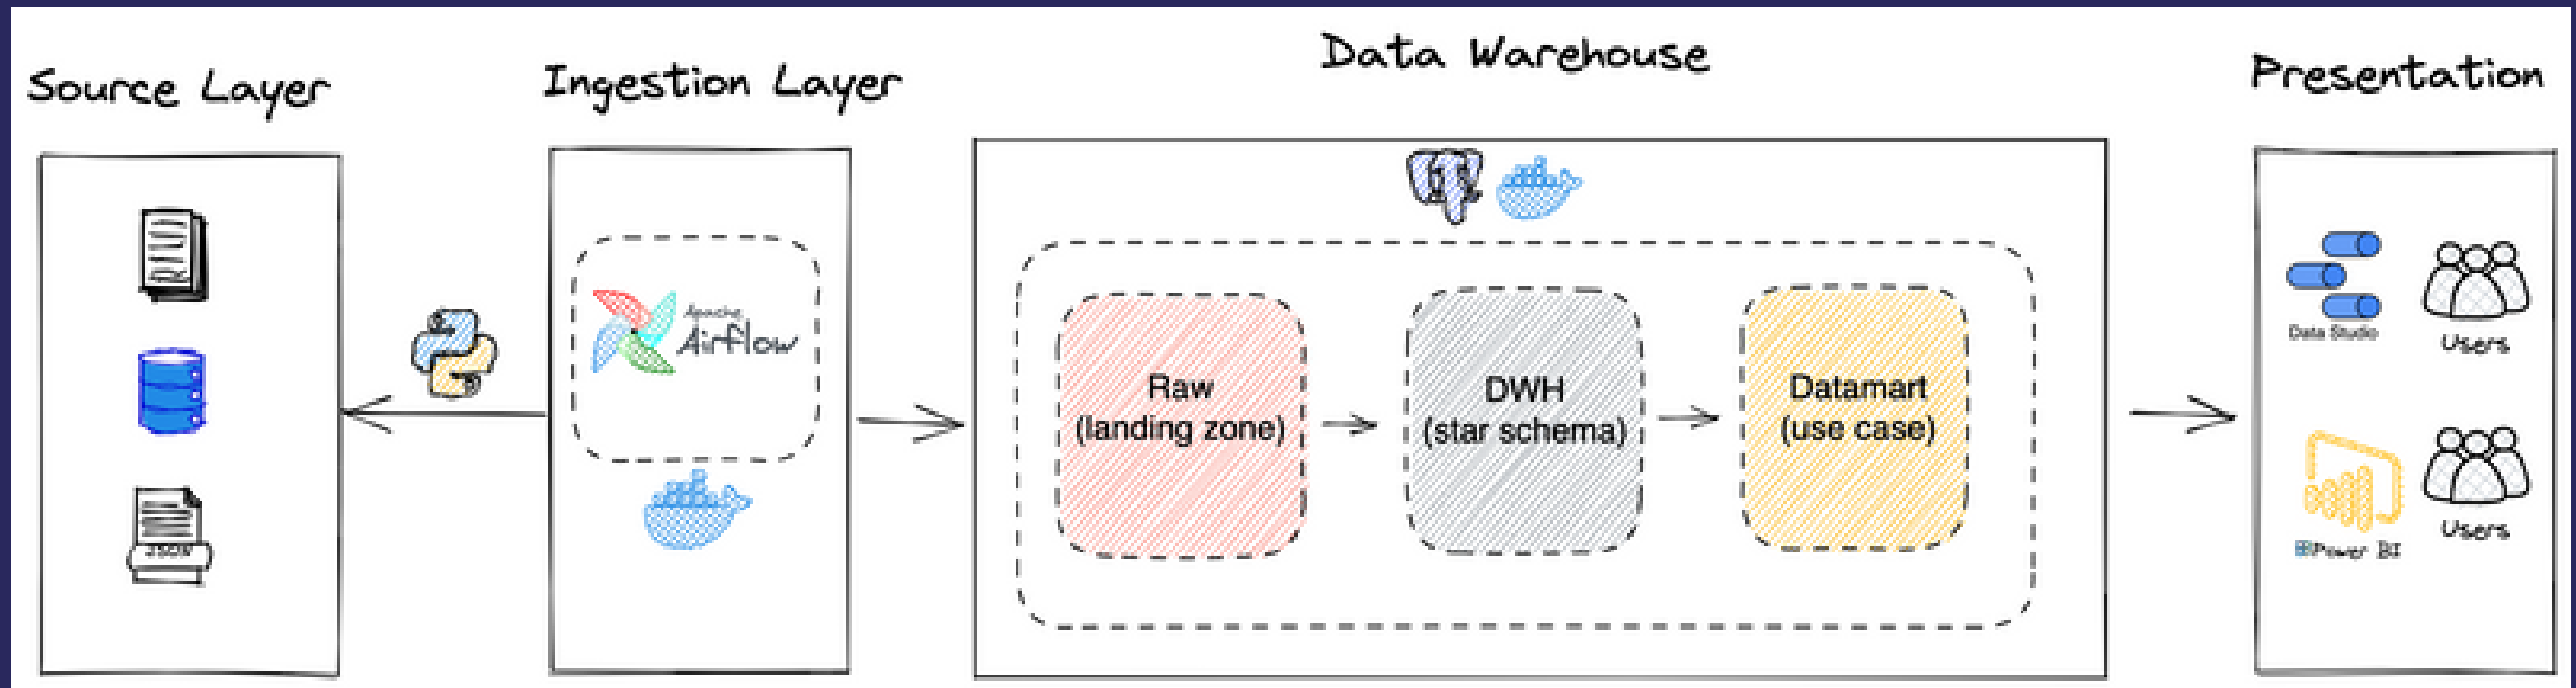 Source Layer
Ingestion Layer
Data Warehouse
Presentation
JSON
Apache
Airflow
Raw
(landing zone)
DWH
(star schema)
Datamart
(use case)
Data Studio
Users
Power BI
Users